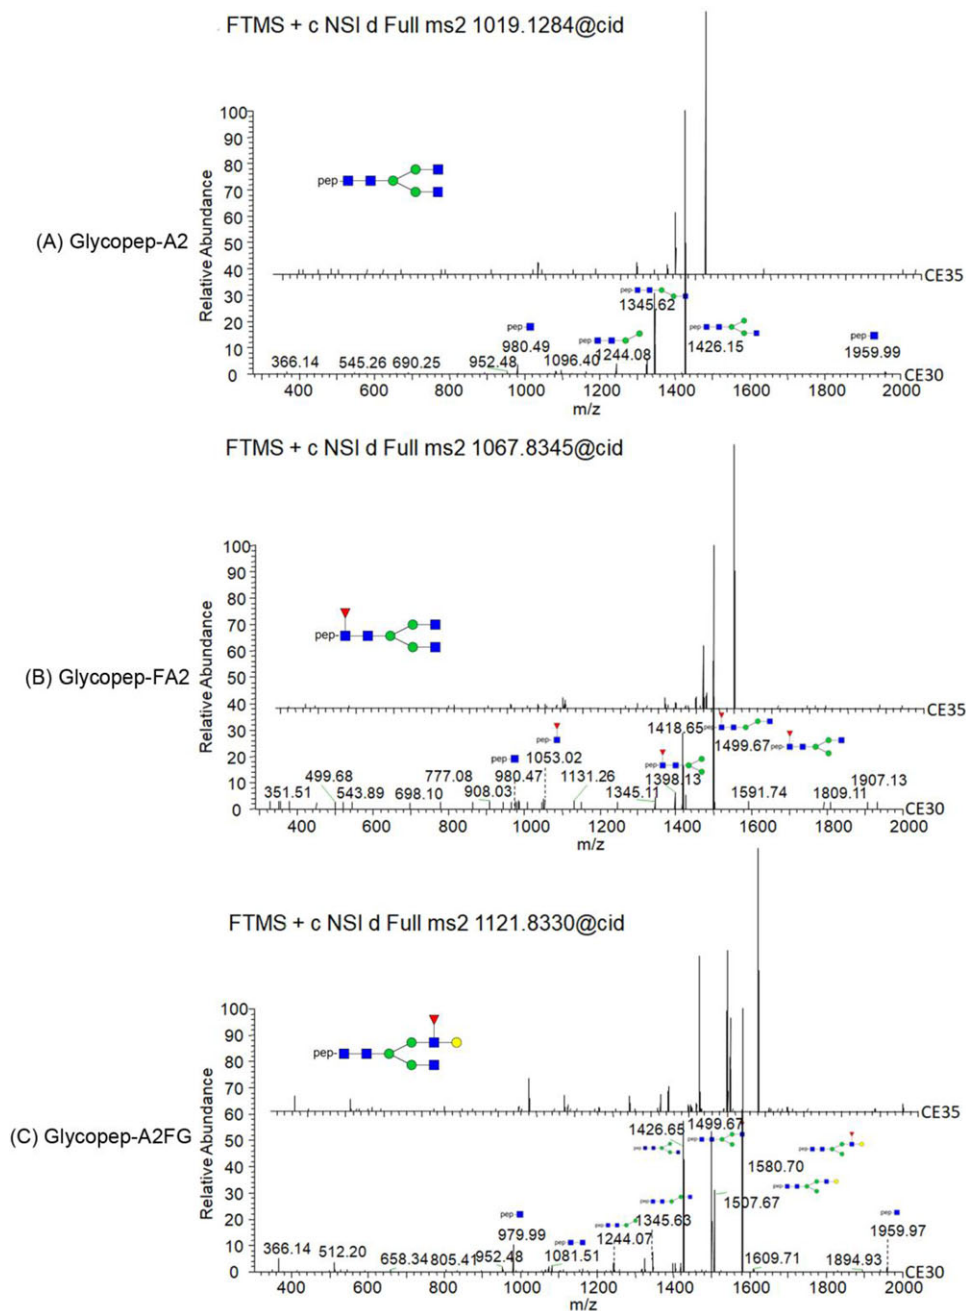 FTMS + c NSI d Full ms2 1019.1284@cid
(A) Glycopep-A2
Relative Abundance
100
90
80
70
60
50
40
30
20
10
0
pep
CE35
pep
1345.62
pep
980.49
pep
1244.08
pep
1426.15
pep
1959.99
366.14 545.26 690.25 952.48 1096.40
CE30
400 600 800 1000 1200 1400 1600 1800 2000
m/z
FTMS + c NSI d Full ms2 1067.8345@cid
(B) Glycopep-FA2
Relative Abundance
100
90
80
70
60
50
40
30
20
10
0
pep
CE35
pep
1053.02
1418.65
pep
1499.67
pep
pep
980.47
pep
1398.13
351.51 499.68 543.89 698.10 777.08 908.03 1131.26 1345.11 1591.74 1809.11 1907.13
CE30
400 600 800 1000 1200 1400 1600 1800 2000
m/z
FTMS + c NSI d Full ms2 1121.8330@cid
(C) Glycopep-A2FG
Relative Abundance
100
90
80
70
60
50
40
30
20
10
0
pep
CE35
1426.65
1499.67
pep
pep
pep
1580.70
pep
1507.67
pep
1345.63
pep
979.99
pep
1244.07
pep
1081.51
pep
1959.97
366.14 512.20 658.34 805.41 952.48 1609.71 1894.93
CE30
400 600 800 1000 1200 1400 1600 1800 2000
m/z